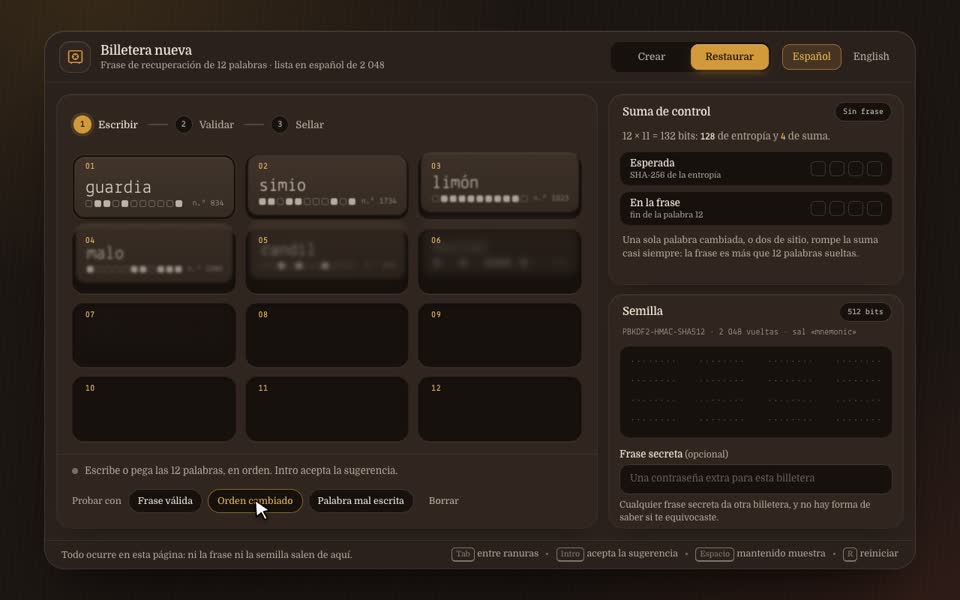 Billetera nueva
Frase de recuperación de 12 palabras · lista en español de 2 048
Crear
Restaurar
Español
English
1 Escribir
2 Validar
3 Sellar
01
guardia
n.º 834
02
simio
n.º 1734
03
limón
n.º 1023
04
malo
05
candil
06
07
08
09
10
11
12
Escribe o pega las 12 palabras, en orden. Intro acepta la sugerencia.
Probar con
Frase válida
Orden cambiado
Palabra mal escrita
Borrar
Suma de control
Sin frase
12 × 11 = 132 bits: 128 de entropía y 4 de suma.
Esperada
SHA-256 de la entropía
En la frase
fin de la palabra 12
Una sola palabra cambiada, o dos de sitio, rompe la suma
casi siempre: la frase es más que 12 palabras sueltas.
Semilla
512 bits
PBKDF2-HMAC-SHA512 · 2 048 vueltas · sal «mnemonic»
Frase secreta (opcional)
Una contraseña extra para esta billetera
Cualquier frase secreta da otra billetera, y no hay forma de
saber si te equivocaste.
Todo ocurre en esta página: ni la frase ni la semilla salen de aquí.
Tab entre ranuras • Intro acepta la sugerencia • Espacio mantenido muestra • R reiniciar